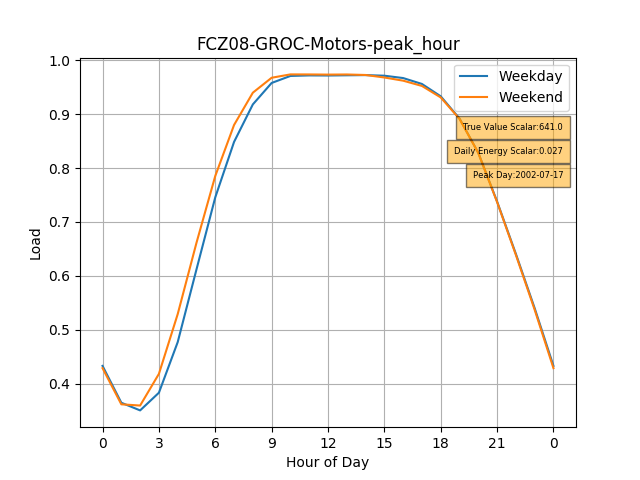 FCZ08-GROC-Motors-peak_hour
1.0
0.9
0.8
0.7
0.6
0.5
0.4
Load
Weekday
Weekend
True Value Scalar:641.0
Daily Energy Scalar:0.027
Peak Day:2002-07-17
0 3 6 9 12 15 18 21 0
Hour of Day